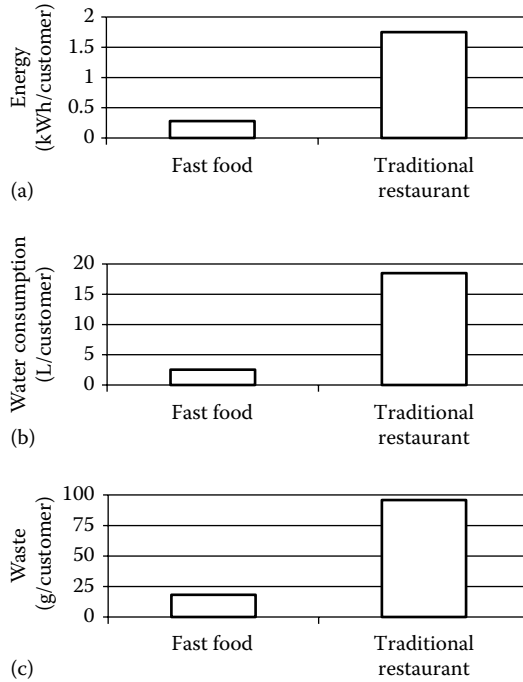 Energy
(kWh/customer)
2
1.5
1
0.5
0
Fast food
Traditional
restaurant
(a)
Water consumption
(L/customer)
20
15
10
5
0
Fast food
Traditional
restaurant
(b)
Waste
(g/customer)
100
75
50
25
0
Fast food
Traditional
restaurant
(c)